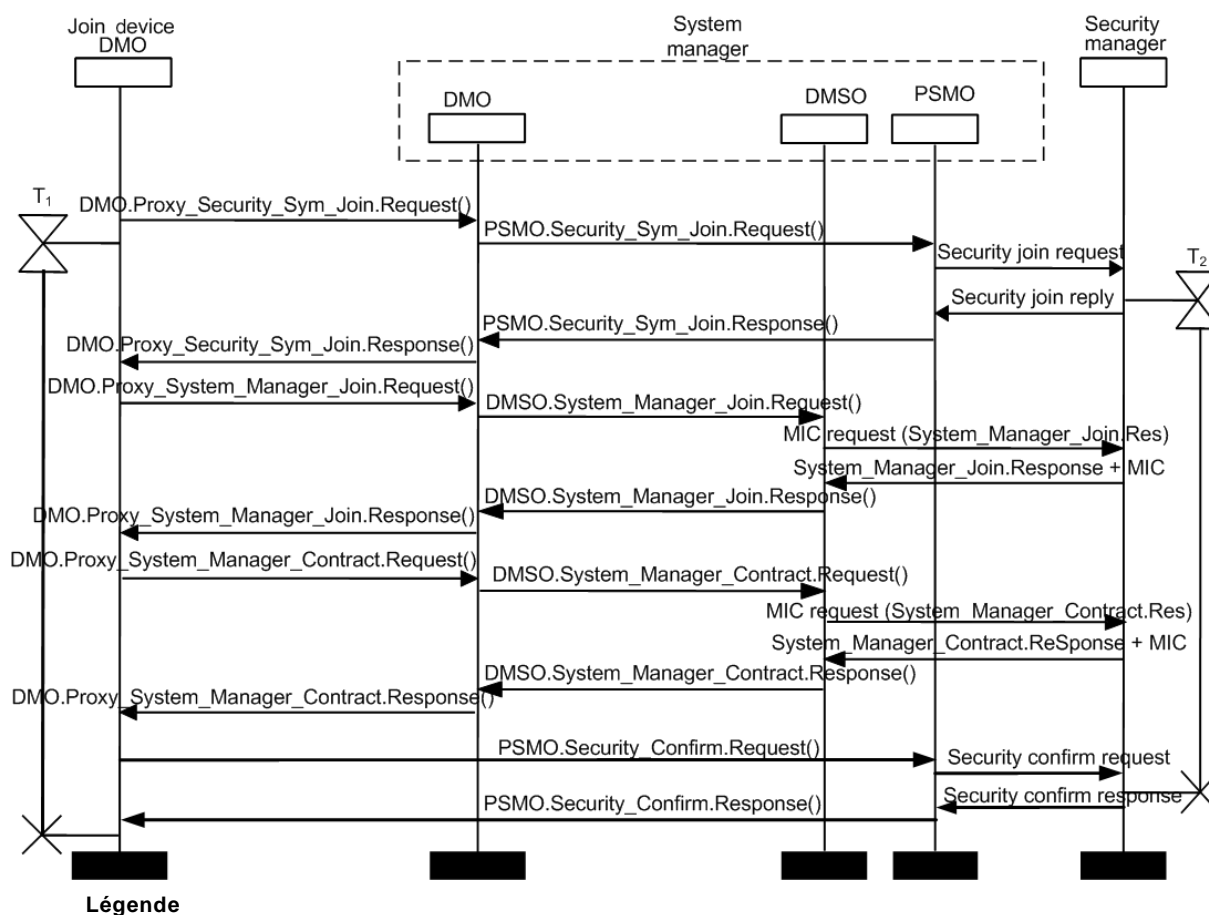 Join device
DMO
System
manager
Security
manager
DMO
DMSO
PSMO
T1
DMO.Proxy_Security_Sym_Join.Request()
PSMO.Security_Sym_Join.Request()
Security join request
T2
Security join reply
PSMO.Security_Sym_Join.Response()
DMO.Proxy_Security_Sym_Join.Response()
DMO.Proxy_System_Manager_Join.Request()
DMSO.System_Manager_Join.Request()
MIC request (System_Manager_Join.Res)
System_Manager_Join.Response + MIC
DMSO.System_Manager_Join.Response()
DMO.Proxy_System_Manager_Join.Response()
DMO.Proxy_System_Manager_Contract.Request()
DMSO.System_Manager_Contract.Request()
MIC request (System_Manager_Contract.Res)
System_Manager_Contract.ReSponse + MIC
DMSO.System_Manager_Contract.Response()
DMO.Proxy_System_Manager_Contract.Response()
PSMO.Security_Confirm.Request()
Security confirm request
Security confirm response
PSMO.Security_Confirm.Response()
Légende